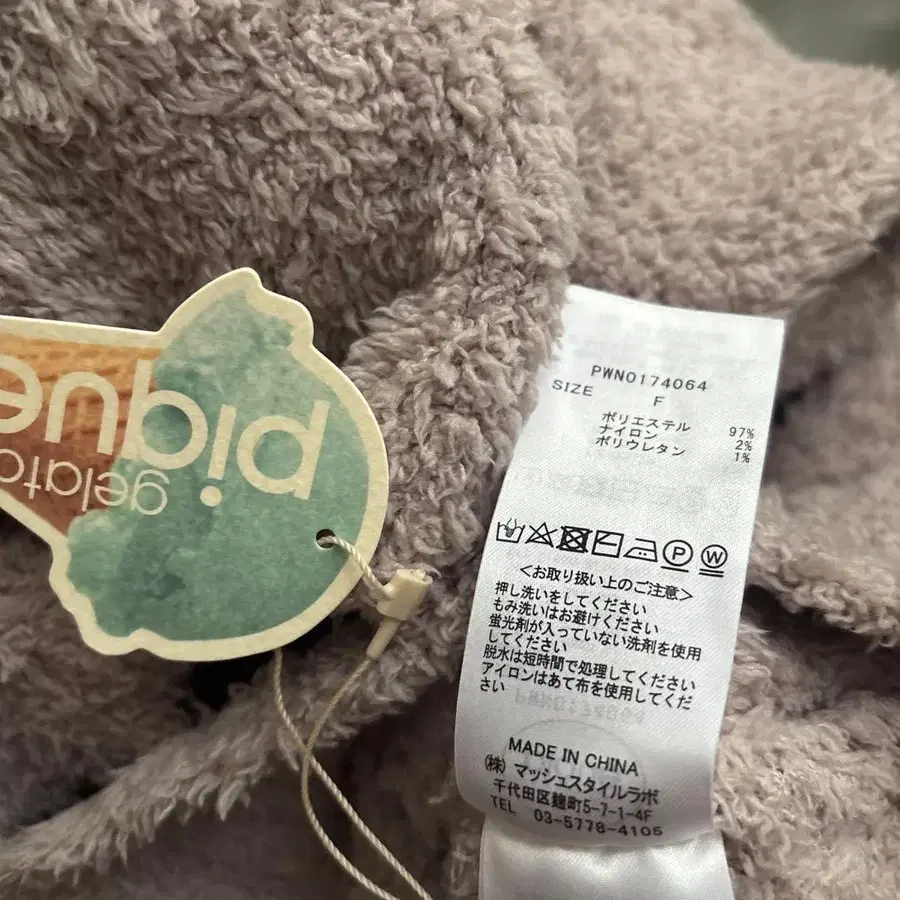 gelato
pique
PWNO174064
SIZE F
ポリエステル 97%
ナイロン 2%
ポリウレタン 1%
P W
<お取り扱い上のご注意>
押し洗いをしてください
もみ洗いはお避けください
蛍光剤が入っていない洗剤を使用
してください
脱水は短時間で処理してください
アイロンはあて布を使用してくだ
さい
MADE IN CHINA
(株) マッシュスタイルラボ
千代田区麹町5-7-1-4F
TEL 03-5778-4105